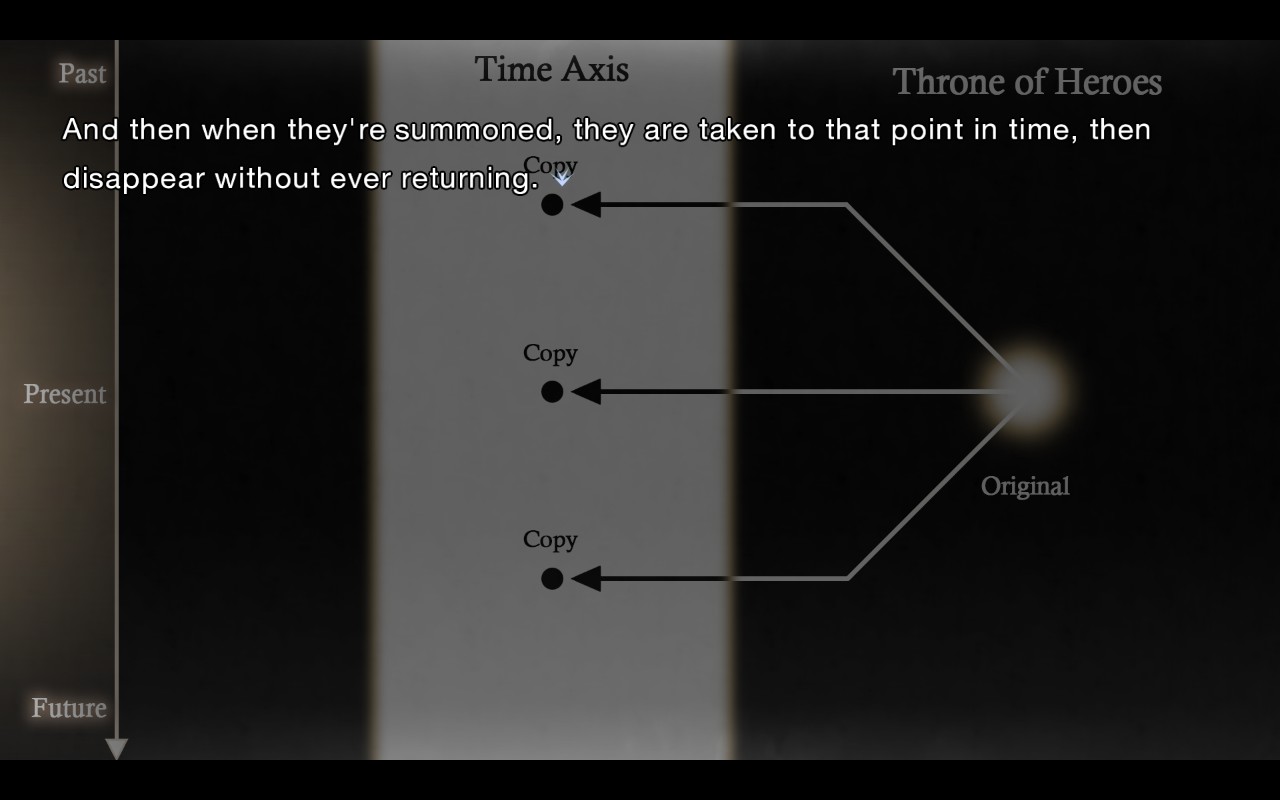 Past
Time Axis
Throne of Heroes
And then when they're summoned, they are taken to that point in time, then
disappear without ever returning.
Copy
Copy
Present
Original
Copy
Future